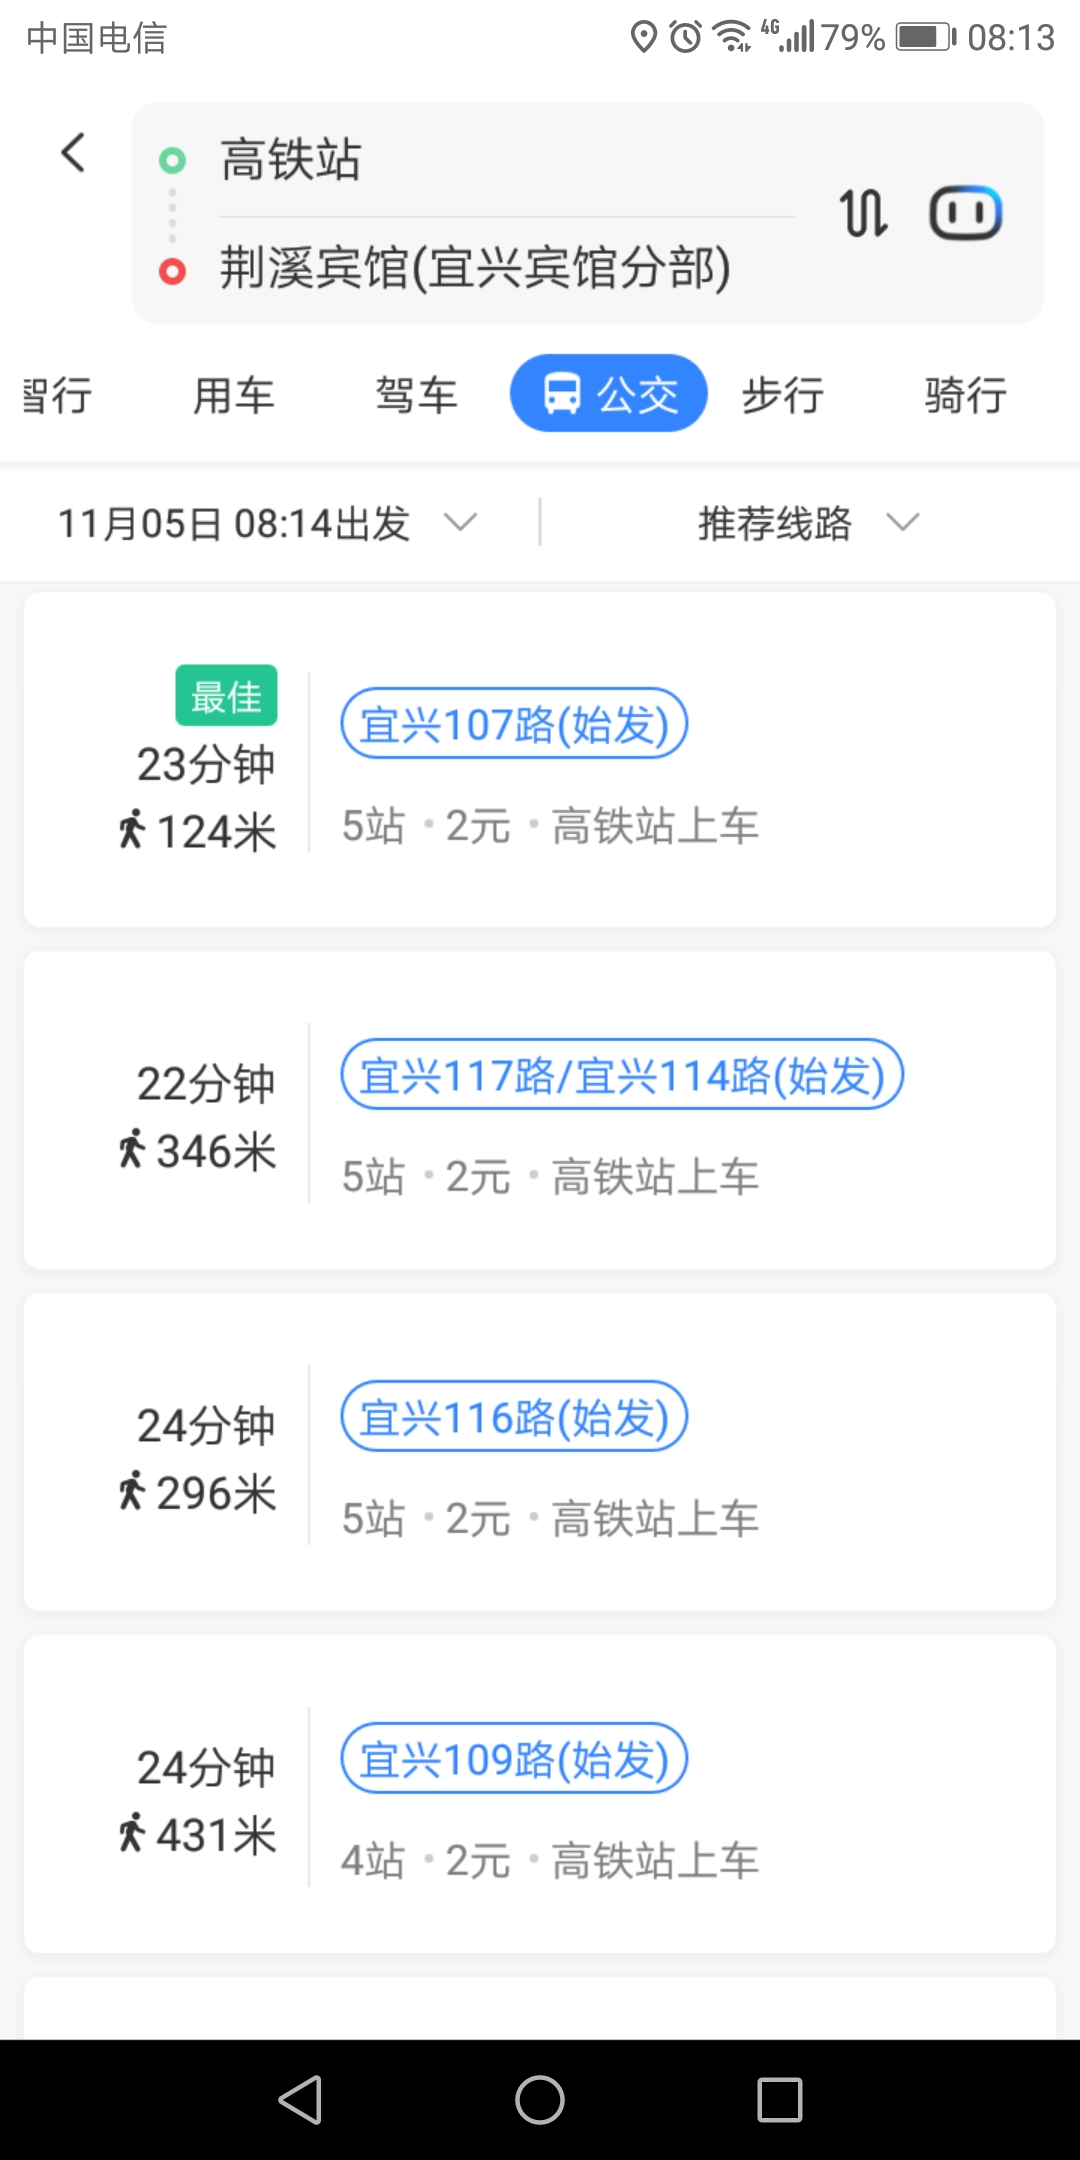 中国电信
4G 79% 08:13
高铁站
荆溪宾馆(宜兴宾馆分部)
智行 用车 驾车 公交 步行 骑行
11月05日 08:14出发 推荐线路
最佳
23分钟
124米
宜兴107路(始发)
5站 · 2元 · 高铁站上车
22分钟
346米
宜兴117路/宜兴114路(始发)
5站 · 2元 · 高铁站上车
24分钟
296米
宜兴116路(始发)
5站 · 2元 · 高铁站上车
24分钟
431米
宜兴109路(始发)
4站 · 2元 · 高铁站上车